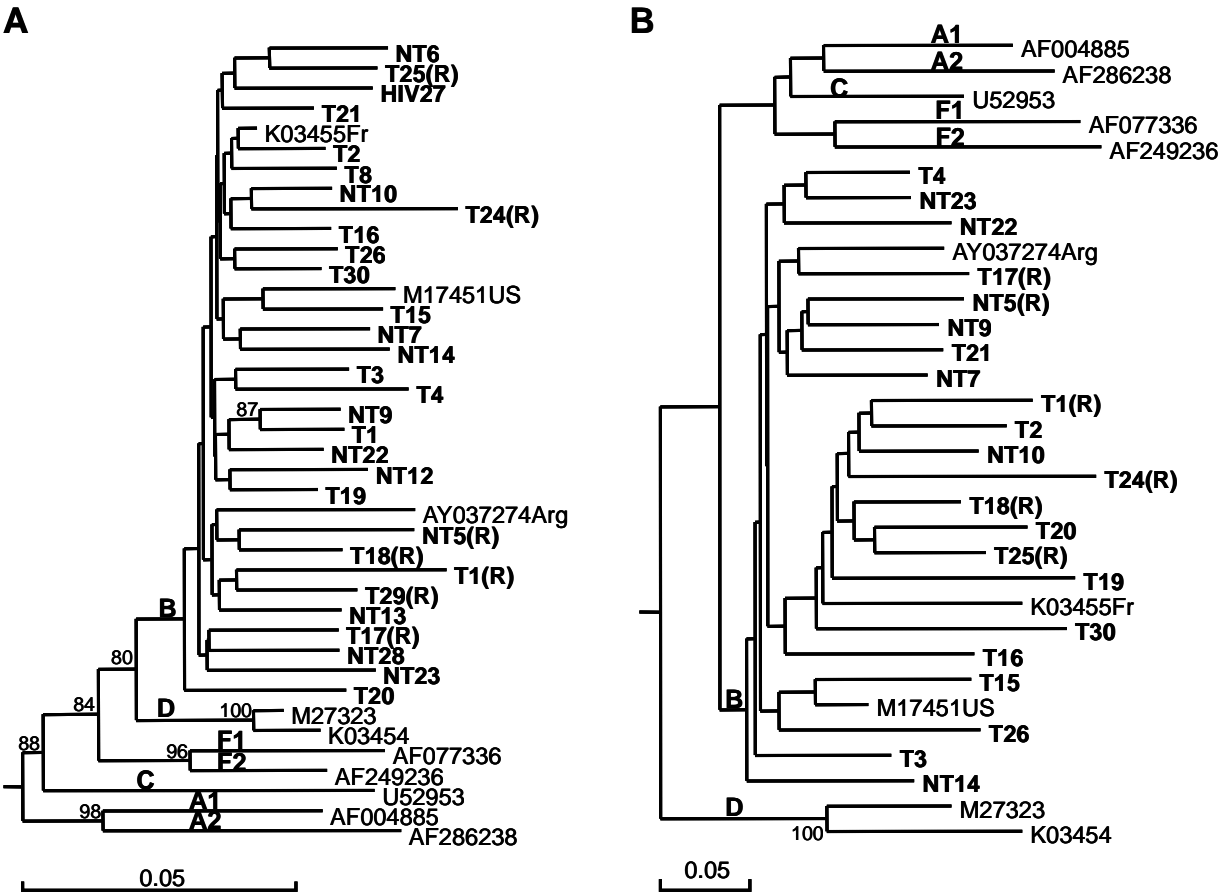 A
NT6
T25(R)
HIV27
T21
K03455Fr
T2
T8
NT10
T24(R)
T16
T26
T30
M17451US
T15
NT7
NT14
T3
T4
87
NT9
T1
NT22
NT12
T19
AY037274Arg
NT5(R)
T18(R)
T1(R)
T29(R)
B
NT13
T17(R)
NT28
80
NT23
T20
D
100
M27323
84
K03454
F1
88
96
AF077336
F2
AF249236
C
U52953
A1
98
AF004885
A2
AF286238
0.05
B
A1
AF004885
A2
AF286238
C
U52953
F1
AF077336
F2
AF249236
T4
NT23
NT22
AY037274Arg
T17(R)
NT5(R)
NT9
T21
NT7
T1(R)
T2
NT10
T24(R)
T18(R)
T20
T25(R)
T19
K03455Fr
T30
T16
T15
B
M17451US
T26
T3
NT14
D
M27323
100
K03454
0.05